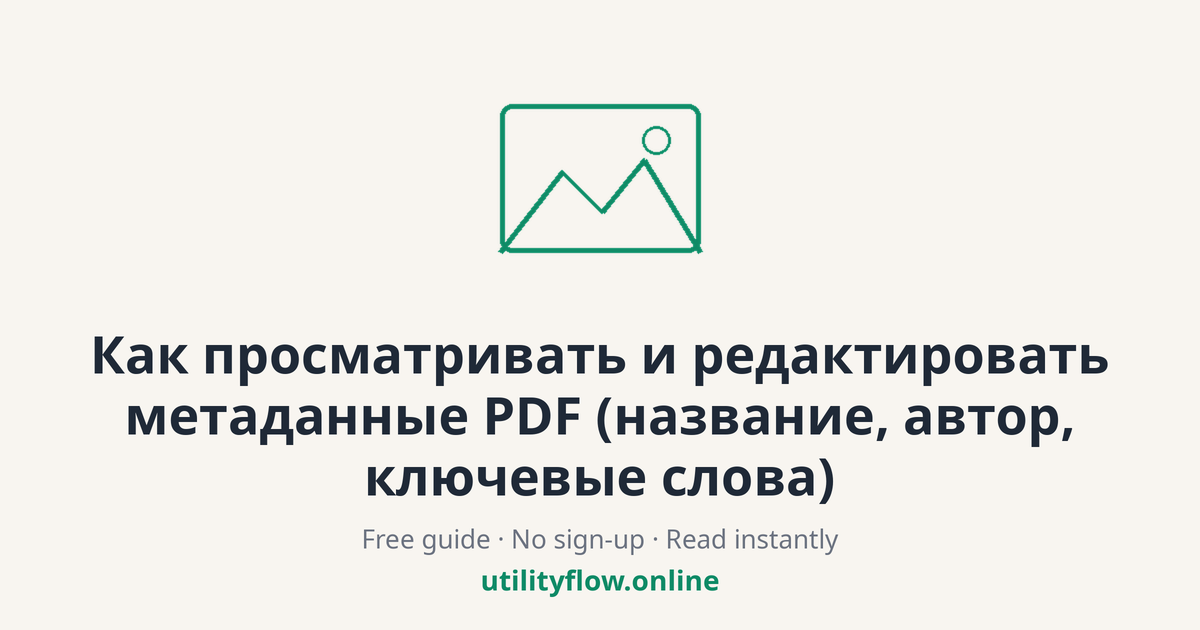 Как просматривать и редактировать
метаданные PDF (название, автор,
ключевые слова)
Free guide · No sign-up · Read instantly
utilityflow.online